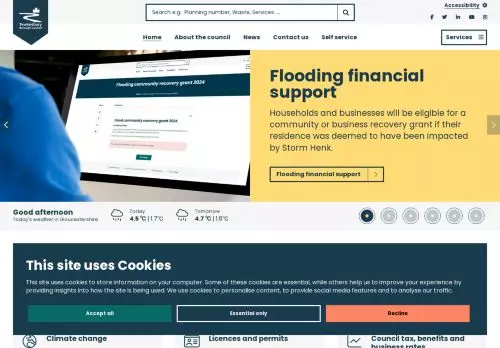 Tewkesbury
Borough Council
Search e.g. Planning number, Waste, Services ...
Accessibility
Home
About the council
News
Contact us
Self service
Services
Flooding community recovery grant 2024
Flood community recovery grant 2024
Flooding financial
support
Households and businesses will be eligible for a
community or business recovery grant if their
residence was deemed to have been impacted
by Storm Henk.
Flooding financial support
Good afternoon
Today's weather in Gloucestershire
Today
4.5 °C | 1.7°C
Tomorrow
4.7 °C | 1.8°C
This site uses Cookies
This site uses cookies to store information on your computer. Some of these cookies are essential, while others help us to improve your experience by
providing insights into how the site is being used. We use cookies to personalise content, to provide social media features and to analyse our traffic.
Accept all
Essential only
Decline
Climate change
Licences and permits
Council tax, benefits and
business rates